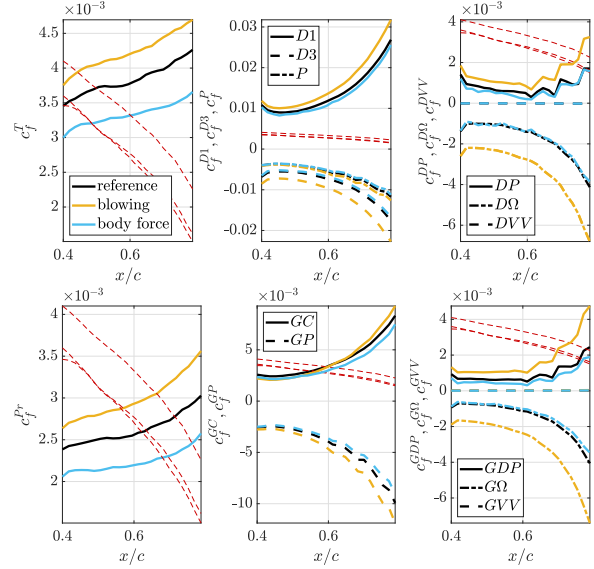 ×10⁻³
4.5
4
3.5
3
2.5
2
c_f^T
reference
blowing
body force
0.4
0.6
x/c
0.03
0.02
0.01
0
-0.01
-0.02
c_f^{D1}, c_f^{D3}, c_f^P
D1
D3
P
0.4
0.6
x/c
×10⁻³
4
2
0
-2
-4
-6
c_f^{DP}, c_f^{DΩ}, c_f^{DVV}
DP
DΩ
DVV
0.4
0.6
x/c
×10⁻³
4
3.5
3
2.5
2
c_f^{Pr}
0.4
0.6
x/c
×10⁻³
5
0
-5
-10
c_f^{GC}, c_f^{GP}
GC
GP
0.4
0.6
x/c
×10⁻³
4
2
0
-2
-4
-6
c_f^{GDP}, c_f^{GΩ}, c_f^{GVV}
GDP
GΩ
GVV
0.4
0.6
x/c